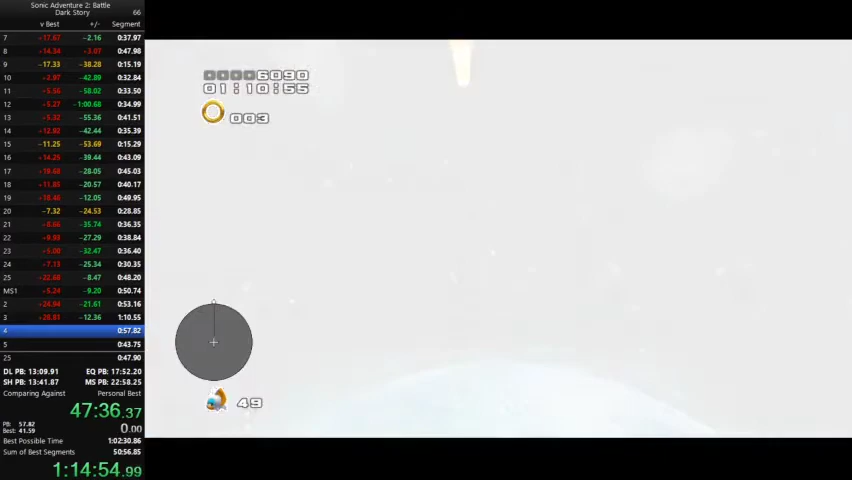 Sonic Adventure 2: Battle
Dark Story 66
v Best +/- Segment
7 +17.67 −2.16 0:37.97
8 +14.34 +3.07 0:47.98
9 −17.33 −38.28 0:15.19
10 +2.97 −42.89 0:32.84
11 −5.56 −58.02 0:33.50
12 +5.27 −1:00.68 0:34.99
13 +5.32 −55.36 0:41.51
14 +12.92 −42.44 0:35.39
15 −11.25 −53.69 0:15.29
16 +14.25 −39.44 0:43.09
17 +19.68 −28.05 0:45.03
18 +11.85 −20.57 0:40.17
19 +18.46 −12.05 0:49.95
20 −7.32 −24.53 0:28.85
21 +8.66 −35.74 0:36.35
22 +9.93 −27.29 0:38.84
23 +5.00 −32.47 0:36.40
24 −7.13 −25.34 0:30.35
25 +22.60 −8.47 0:48.20
MS1 +5.24 −9.20 0:50.74
2 +24.94 −21.61 0:53.16
3 +28.81 −12.36 1:10.55
4 0:57.82
5 0:43.75
25 0:47.90
DL PB: 13:09.91 EQ PB: 17:52.20
SH PB: 13:41.87 MS PB: 22:58.25
Comparing Against Personal Best
47:36.37
PB: 57.82
Best: 41.59
0.00
Best Possible Time 1:02:30.86
Sum of Best Segments 50:56.85
1:14:54.99
00006090
01:10:55
003
49